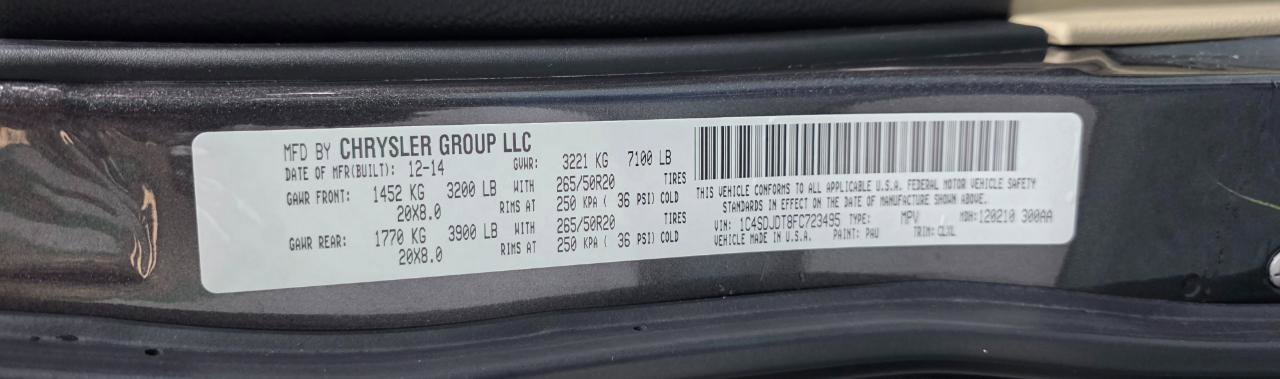 MFD BY CHRYSLER GROUP LLC
DATE OF MFR(BUILT): 12-14 GVWR: 3221 KG 7100 LB
GAWR FRONT: 1452 KG 3200 LB WITH 265/50R20 TIRES
20X8.0 RIMS AT 250 KPA ( 36 PSI) COLD
GAWR REAR: 1770 KG 3900 LB WITH 265/50R20 TIRES
20X8.0 RIMS AT 250 KPA ( 36 PSI) COLD
THIS VEHICLE CONFORMS TO ALL APPLICABLE U.S.A. FEDERAL MOTOR VEHICLE SAFETY
STANDARDS IN EFFECT ON THE DATE OF MANUFACTURE SHOWN ABOVE.
VIN: 1C4SDJDT8FC723495 TYPE: MPV MDH: 120210 300AA
VEHICLE MADE IN U.S.A. PAINT: PAU TRIM: CLXL